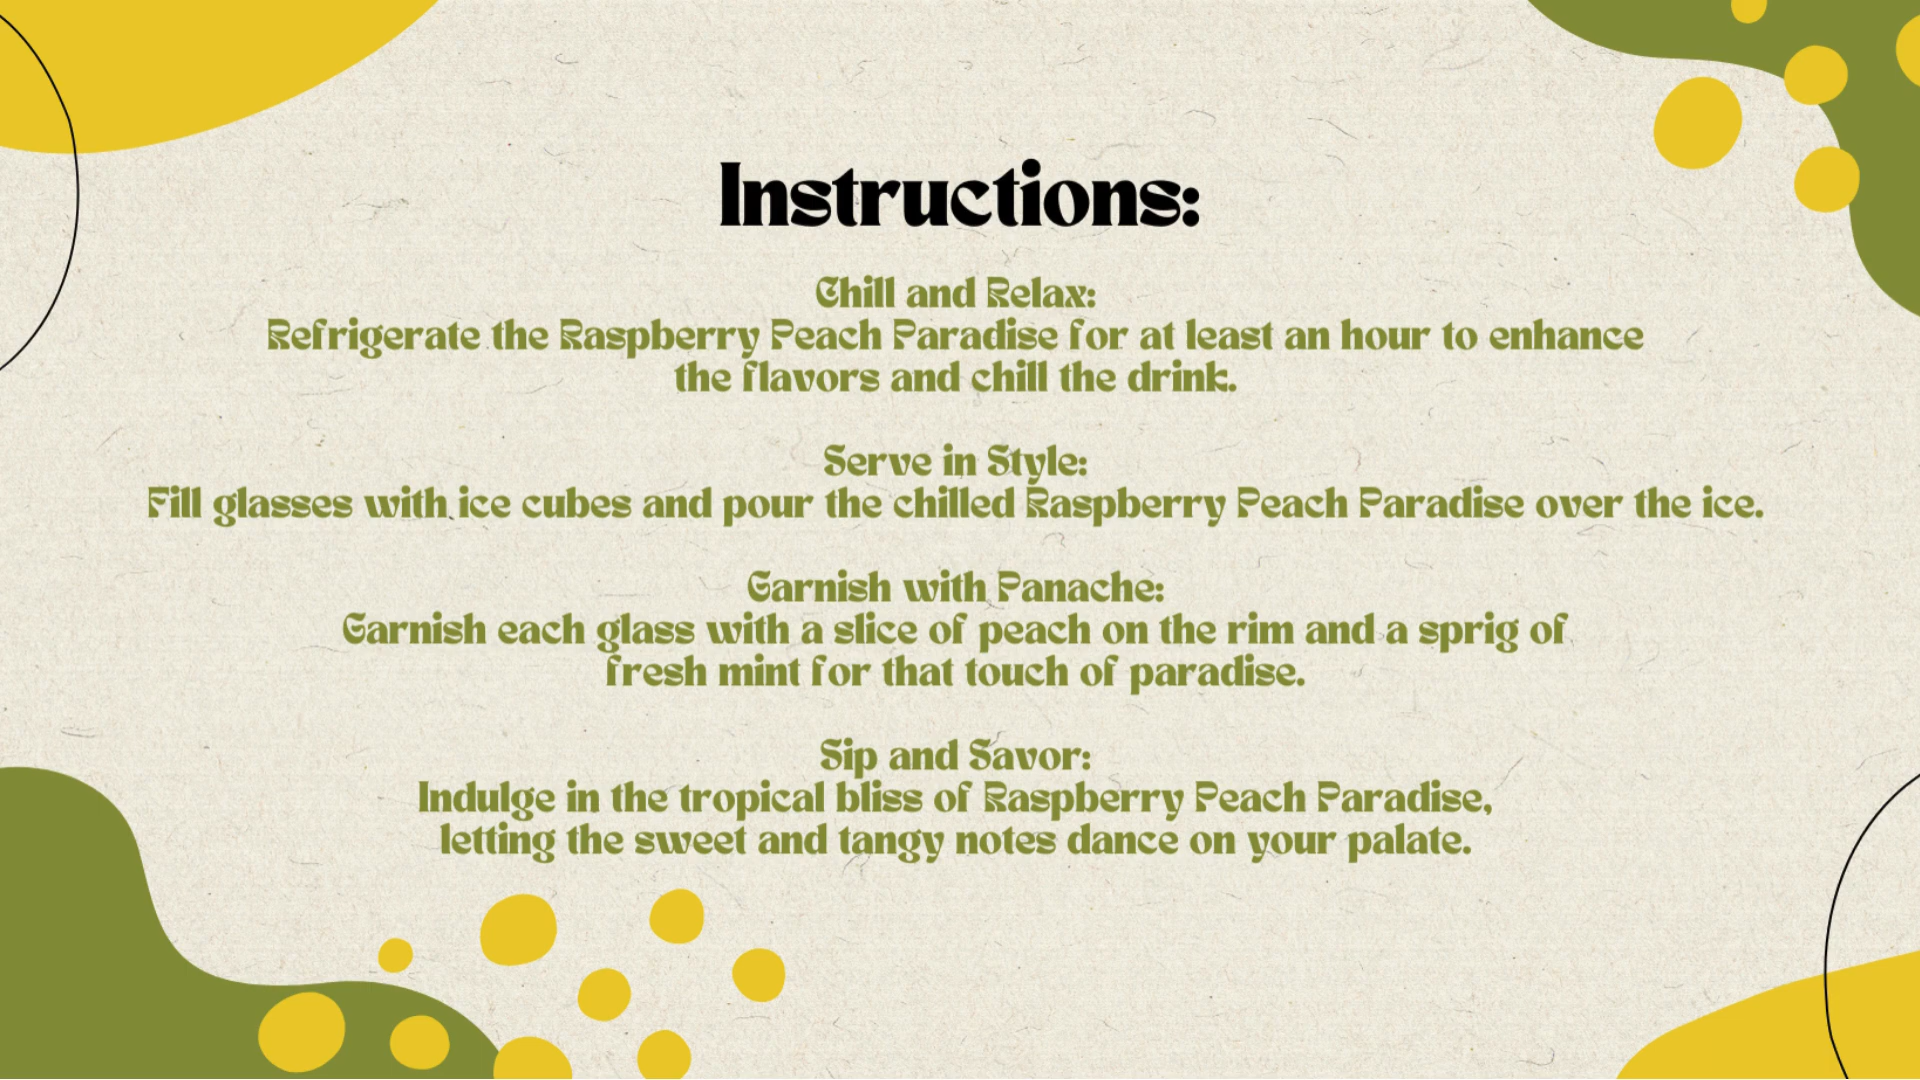 Instructions:
Chill and Relax:
Refrigerate the Raspberry Peach Paradise for at least an hour to enhance
the flavors and chill the drink.
Serve in Style:
Fill glasses with ice cubes and pour the chilled Raspberry Peach Paradise over the ice.
Garnish with Panache:
Garnish each glass with a slice of peach on the rim and a sprig of
fresh mint for that touch of paradise.
Sip and Savor:
Indulge in the tropical bliss of Raspberry Peach Paradise,
letting the sweet and tangy notes dance on your palate.